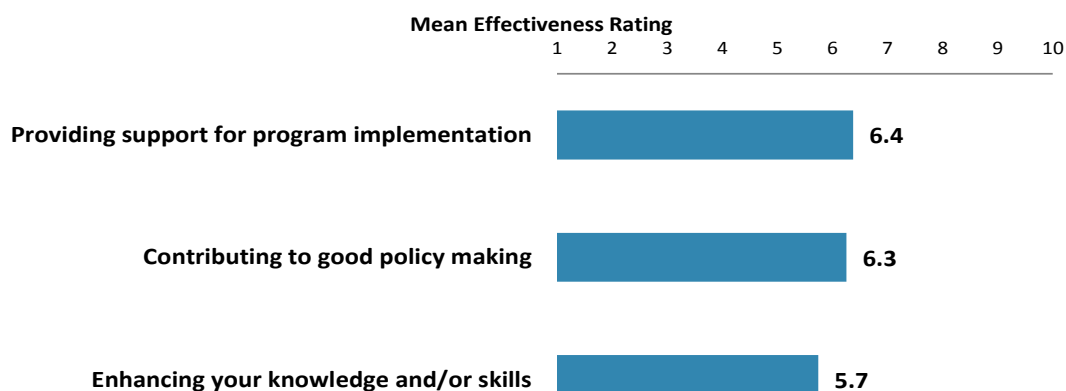 Mean Effectiveness Rating
1 2 3 4 5 6 7 8 9 10
Providing support for program implementation 6.4
Contributing to good policy making 6.3
Enhancing your knowledge and/or skills 5.7